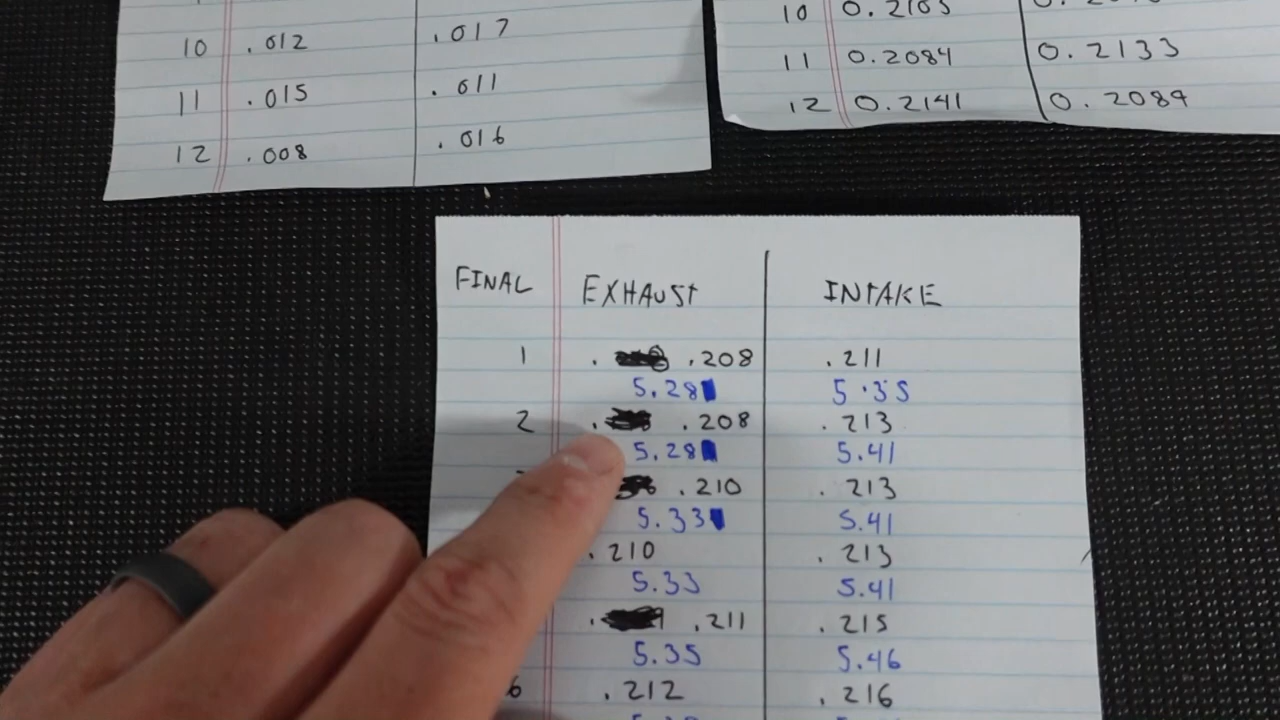 10 .012 .017
11 .015 .011
12 .008 .016
10 0.2105
11 0.2084 0.2133
12 0.2141 0.2089
FINAL EXHAUST INTAKE
1 . .208 .211
5.28 5.35
2 . .208 .213
5.28 5.41
.210 .213
5.33 5.41
.210 .213
5.33 5.41
. .211 .215
5.35 5.46
6 .212 .216